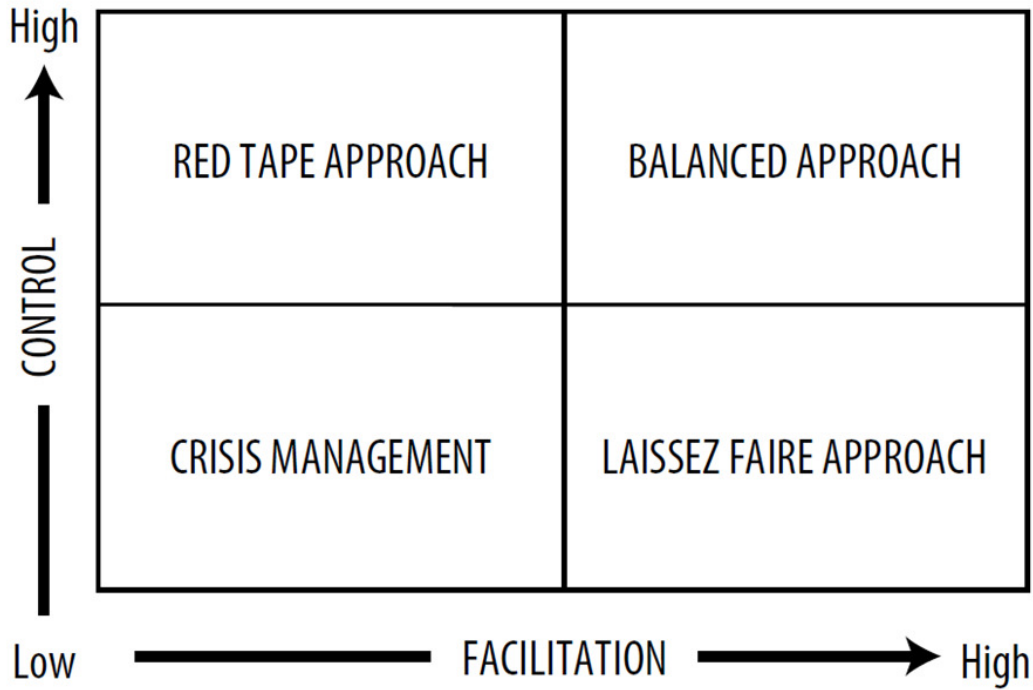 High
RED TAPE APPROACH
BALANCED APPROACH
CONTROL
CRISIS MANAGEMENT
LAISSEZ FAIRE APPROACH
Low
FACILITATION
High